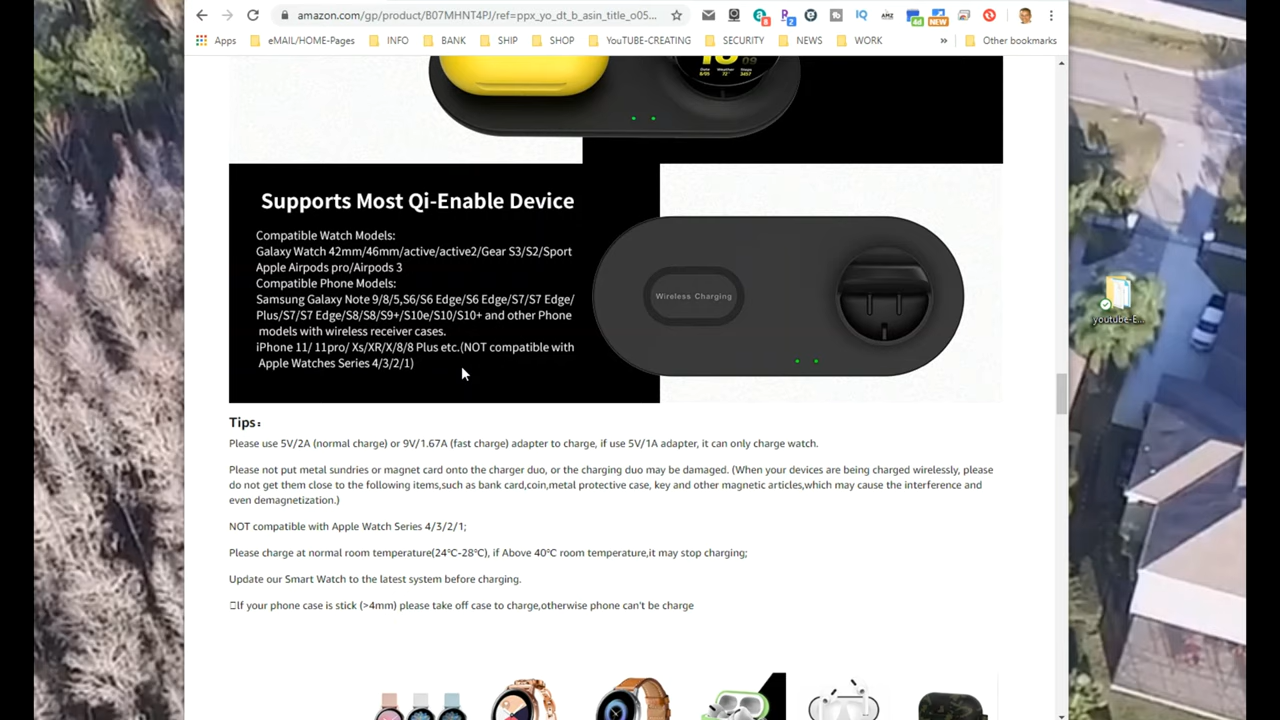 amazon.com/gp/product/B07MHNT4PJ/ref=ppx_yo_dt_b_asin_title_o05...
Apps eMAIL/HOME-Pages INFO BANK SHIP SHOP YouTUBE-CREATING SECURITY NEWS WORK » Other bookmarks
Supports Most Qi-Enable Device
Compatible Watch Models:
Galaxy Watch 42mm/46mm/active/active2/Gear S3/S2/Sport
Apple Airpods pro/Airpods 3
Compatible Phone Models:
Samsung Galaxy Note 9/8/5,S6/S6 Edge/S6 Edge/S7/S7 Edge/
Plus/S7/S7 Edge/S8/S8/S9+/S10e/S10/S10+ and other Phone
models with wireless receiver cases.
iPhone 11/ 11pro/ Xs/XR/X/8/8 Plus etc.(NOT compatible with
Apple Watches Series 4/3/2/1)
Wireless Charging
youtube-E...
Tips:
Please use 5V/2A (normal charge) or 9V/1.67A (fast charge) adapter to charge, if use 5V/1A adapter, it can only charge watch.
Please not put metal sundries or magnet card onto the charger duo, or the charging duo may be damaged. (When your devices are being charged wirelessly, please
do not get them close to the following items,such as bank card,coin,metal protective case, key and other magnetic articles,which may cause the interference and
even demagnetization.)
NOT compatible with Apple Watch Series 4/3/2/1;
Please charge at normal room temperature(24℃-28℃), if Above 40℃ room temperature,it may stop charging;
Update our Smart Watch to the latest system before charging.
If your phone case is stick (>4mm) please take off case to charge,otherwise phone can't be charge